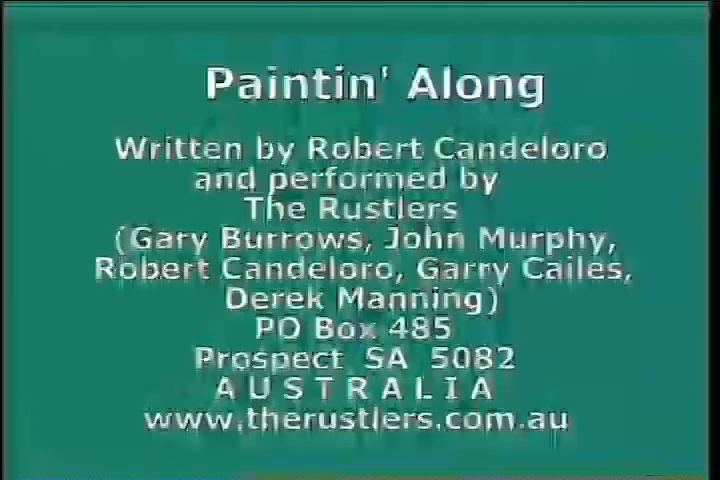 Paintin' Along
Written by Robert Candeloro
and performed by
The Rustlers
(Gary Burrows, John Murphy,
Robert Candeloro, Garry Cailes,
Derek Manning)
PO Box 485
Prospect SA 5082
A U S T R A L I A
www.therustlers.com.au